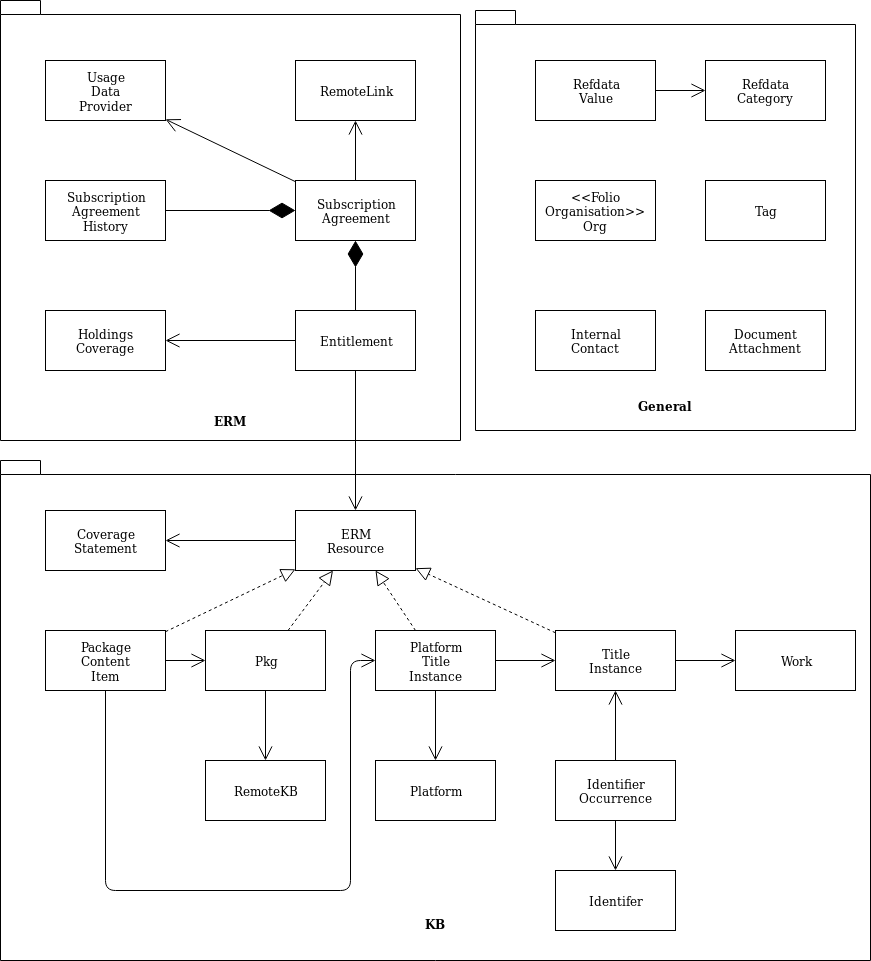 Usage
Data
Provider
RemoteLink
Subscription
Agreement
History
Subscription
Agreement
Holdings
Coverage
Entitlement
ERM
Refdata
Value
Refdata
Category
<<Folio
Organisation>>
Org
Tag
Internal
Contact
Document
Attachment
General
Coverage
Statement
ERM
Resource
Package
Content
Item
Pkg
Platform
Title
Instance
Title
Instance
Work
RemoteKB
Platform
Identifier
Occurrence
Identifer
KB